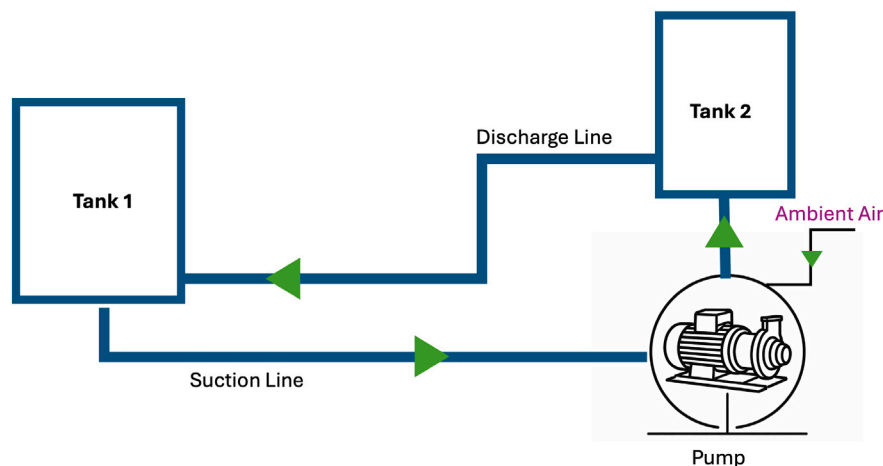 Tank 2
Discharge Line
Tank 1
Ambient Air
Suction Line
Pump